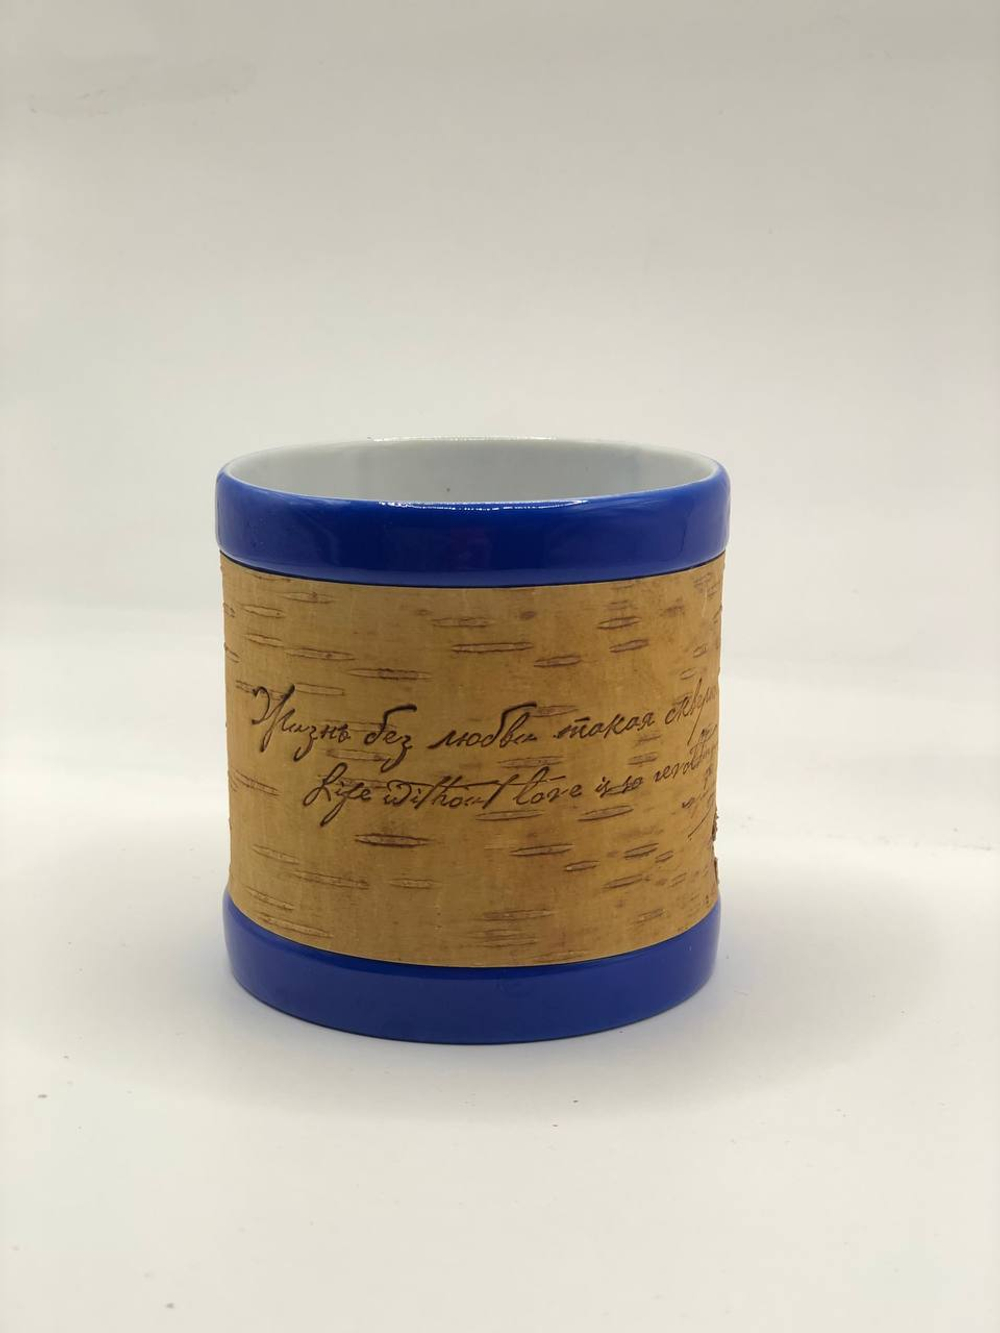 Жизнь без любви такая
Life without love is so